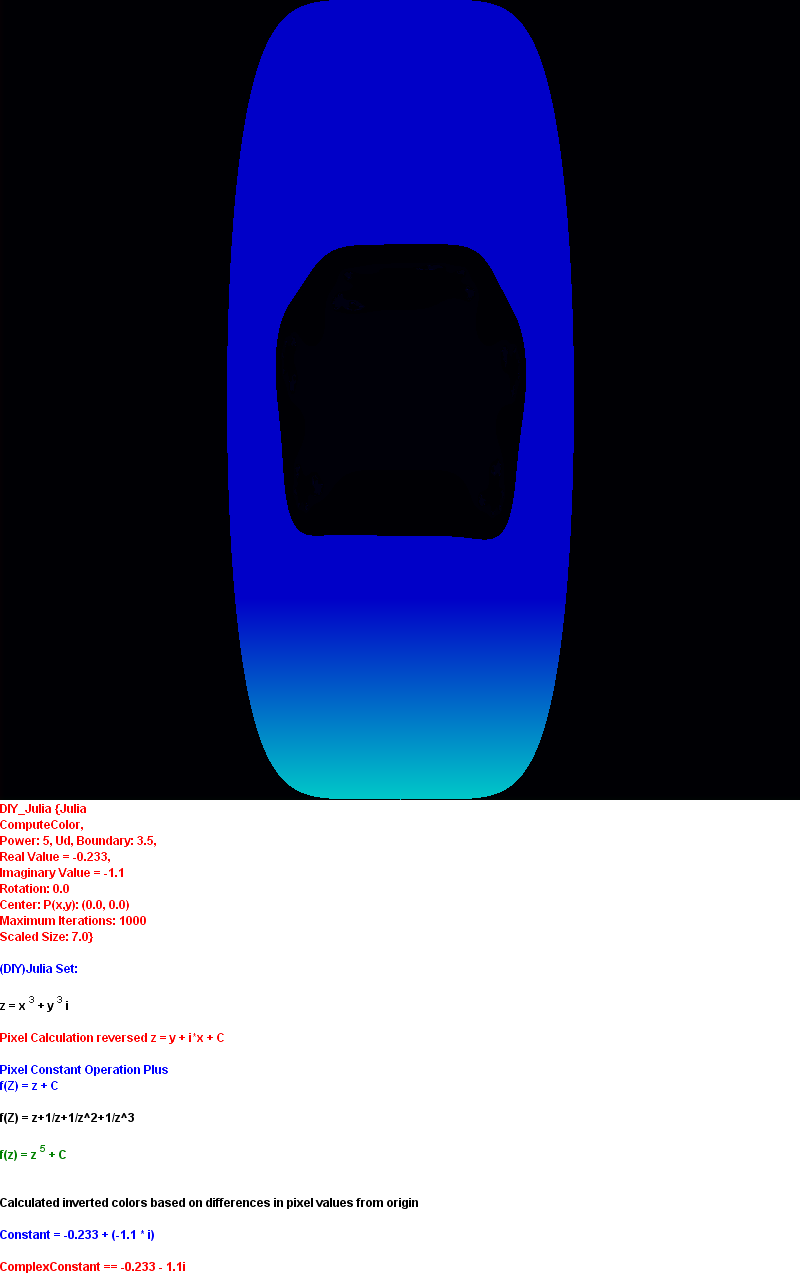 DIY_Julia {Julia
ComputeColor,
Power: 5, Ud, Boundary: 3.5,
Real Value = -0.233,
Imaginary Value = -1.1
Rotation: 0.0
Center: P(x,y): (0.0, 0.0)
Maximum Iterations: 1000
Scaled Size: 7.0}
(DIY)Julia Set:
z = x ³ + y ³ i
Pixel Calculation reversed z = y + i*x + C
Pixel Constant Operation Plus
f(Z) = z + C
f(Z) = z+1/z+1/z^2+1/z^3
f(z) = z ⁵ + C
Calculated inverted colors based on differences in pixel values from origin
Constant = -0.233 + (-1.1 * i)
ComplexConstant == -0.233 - 1.1i